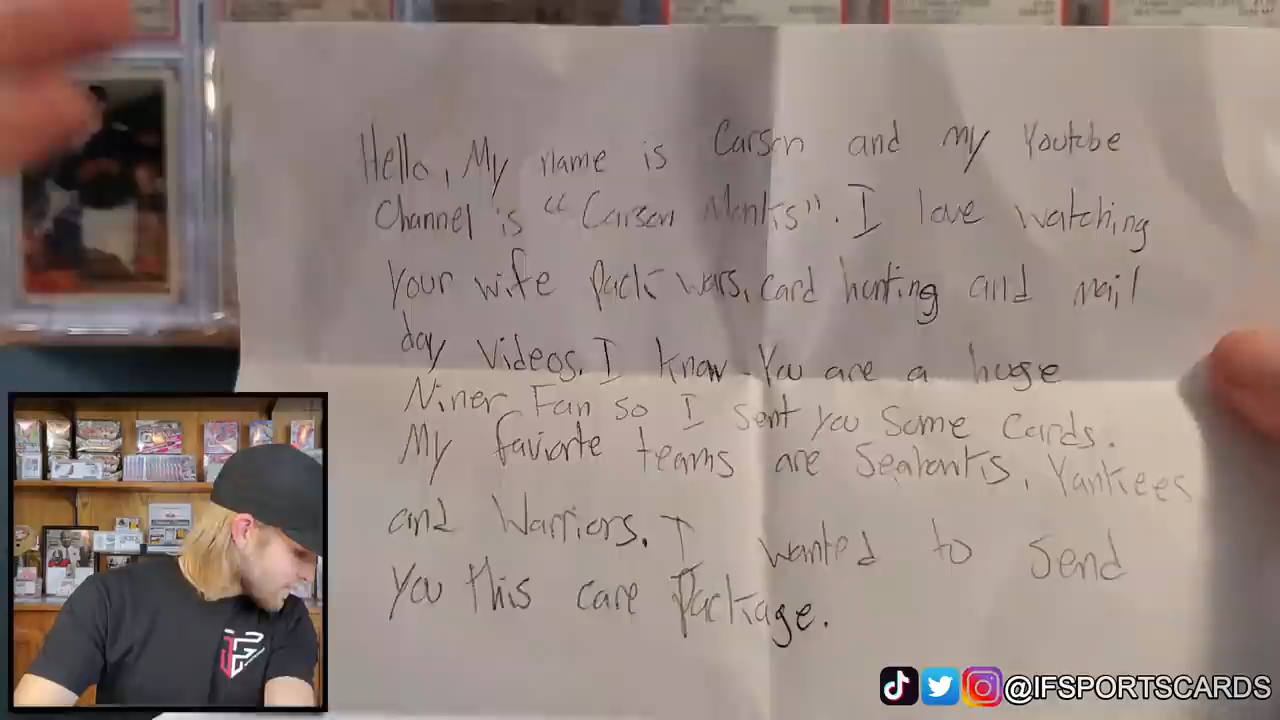 Hello, My name is Carson and my Youtube
Channel is "Carson Monks". I love watching
your wife pack wars, card hunting and mail
day videos. I know You are a huge
Niner Fan so I sent you some cards.
My faviorte teams are Seahawks, Yankees
and Warriors. I wanted to send
you this care package.
@IFSPORTSCARDS